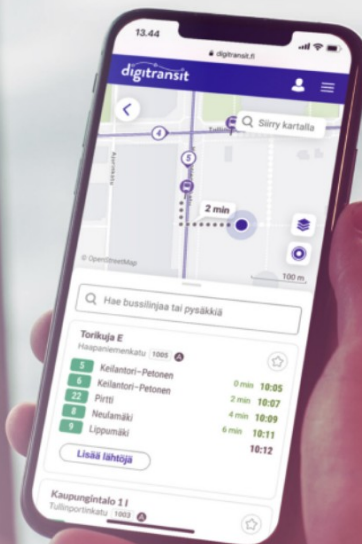 13.44
digitransit.fi
digitransit
Siirry kartalla
4
5
2 min
© OpenStreetMap
100 m
Hae bussilinjaa tai pysäkkiä
Torikuja E
Haapaniemenkatu 1005 A
5 Keilantori-Petonen 0 min 10:05
6 Keilantori-Petonen 2 min 10:07
22 Pirtti 4 min 10:09
8 Neulamäki 6 min 10:11
9 Lippumäki 10:12
Lisää lähtöjä
Kaupungintalo 1 I
Tullinportinkatu 1002 A